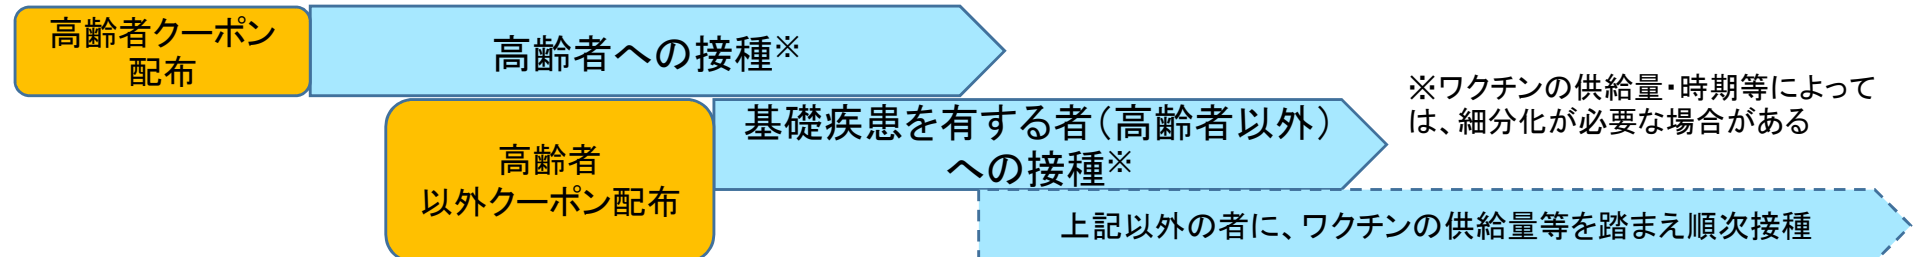 高齢者クーポン
配布
高齢者への接種※
※ワクチンの供給量・時期等によって
は、細分化が必要な場合がある
基礎疾患を有する者（高齢者以外）
への接種※
高齢者
以外クーポン配布
上記以外の者に、ワクチンの供給量等を踏まえ順次接種